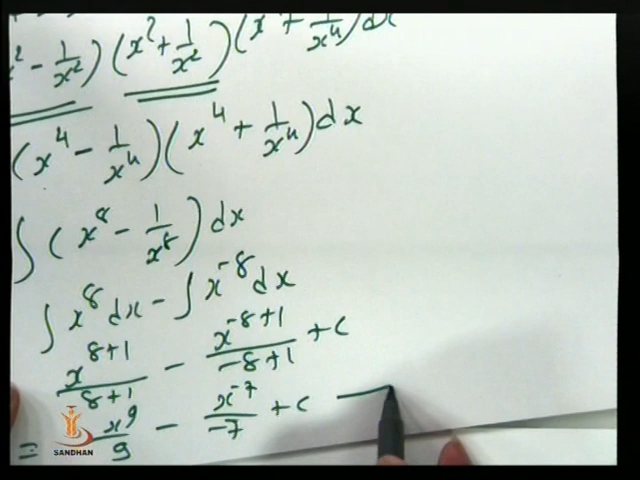 x² - 1/x²) (x² + 1/x²) (x⁴ + 1/x⁴) dx
(x⁴ - 1/x⁴) (x⁴ + 1/x⁴) dx
∫ (x⁸ - 1/x⁸) dx
∫ x⁸ dx - ∫ x⁻⁸ dx
x⁸⁺¹/8+1 - x⁻⁸⁺¹/-8+1 + c
= x⁹/9 - x⁻⁷/-7 + c
SANDHAN